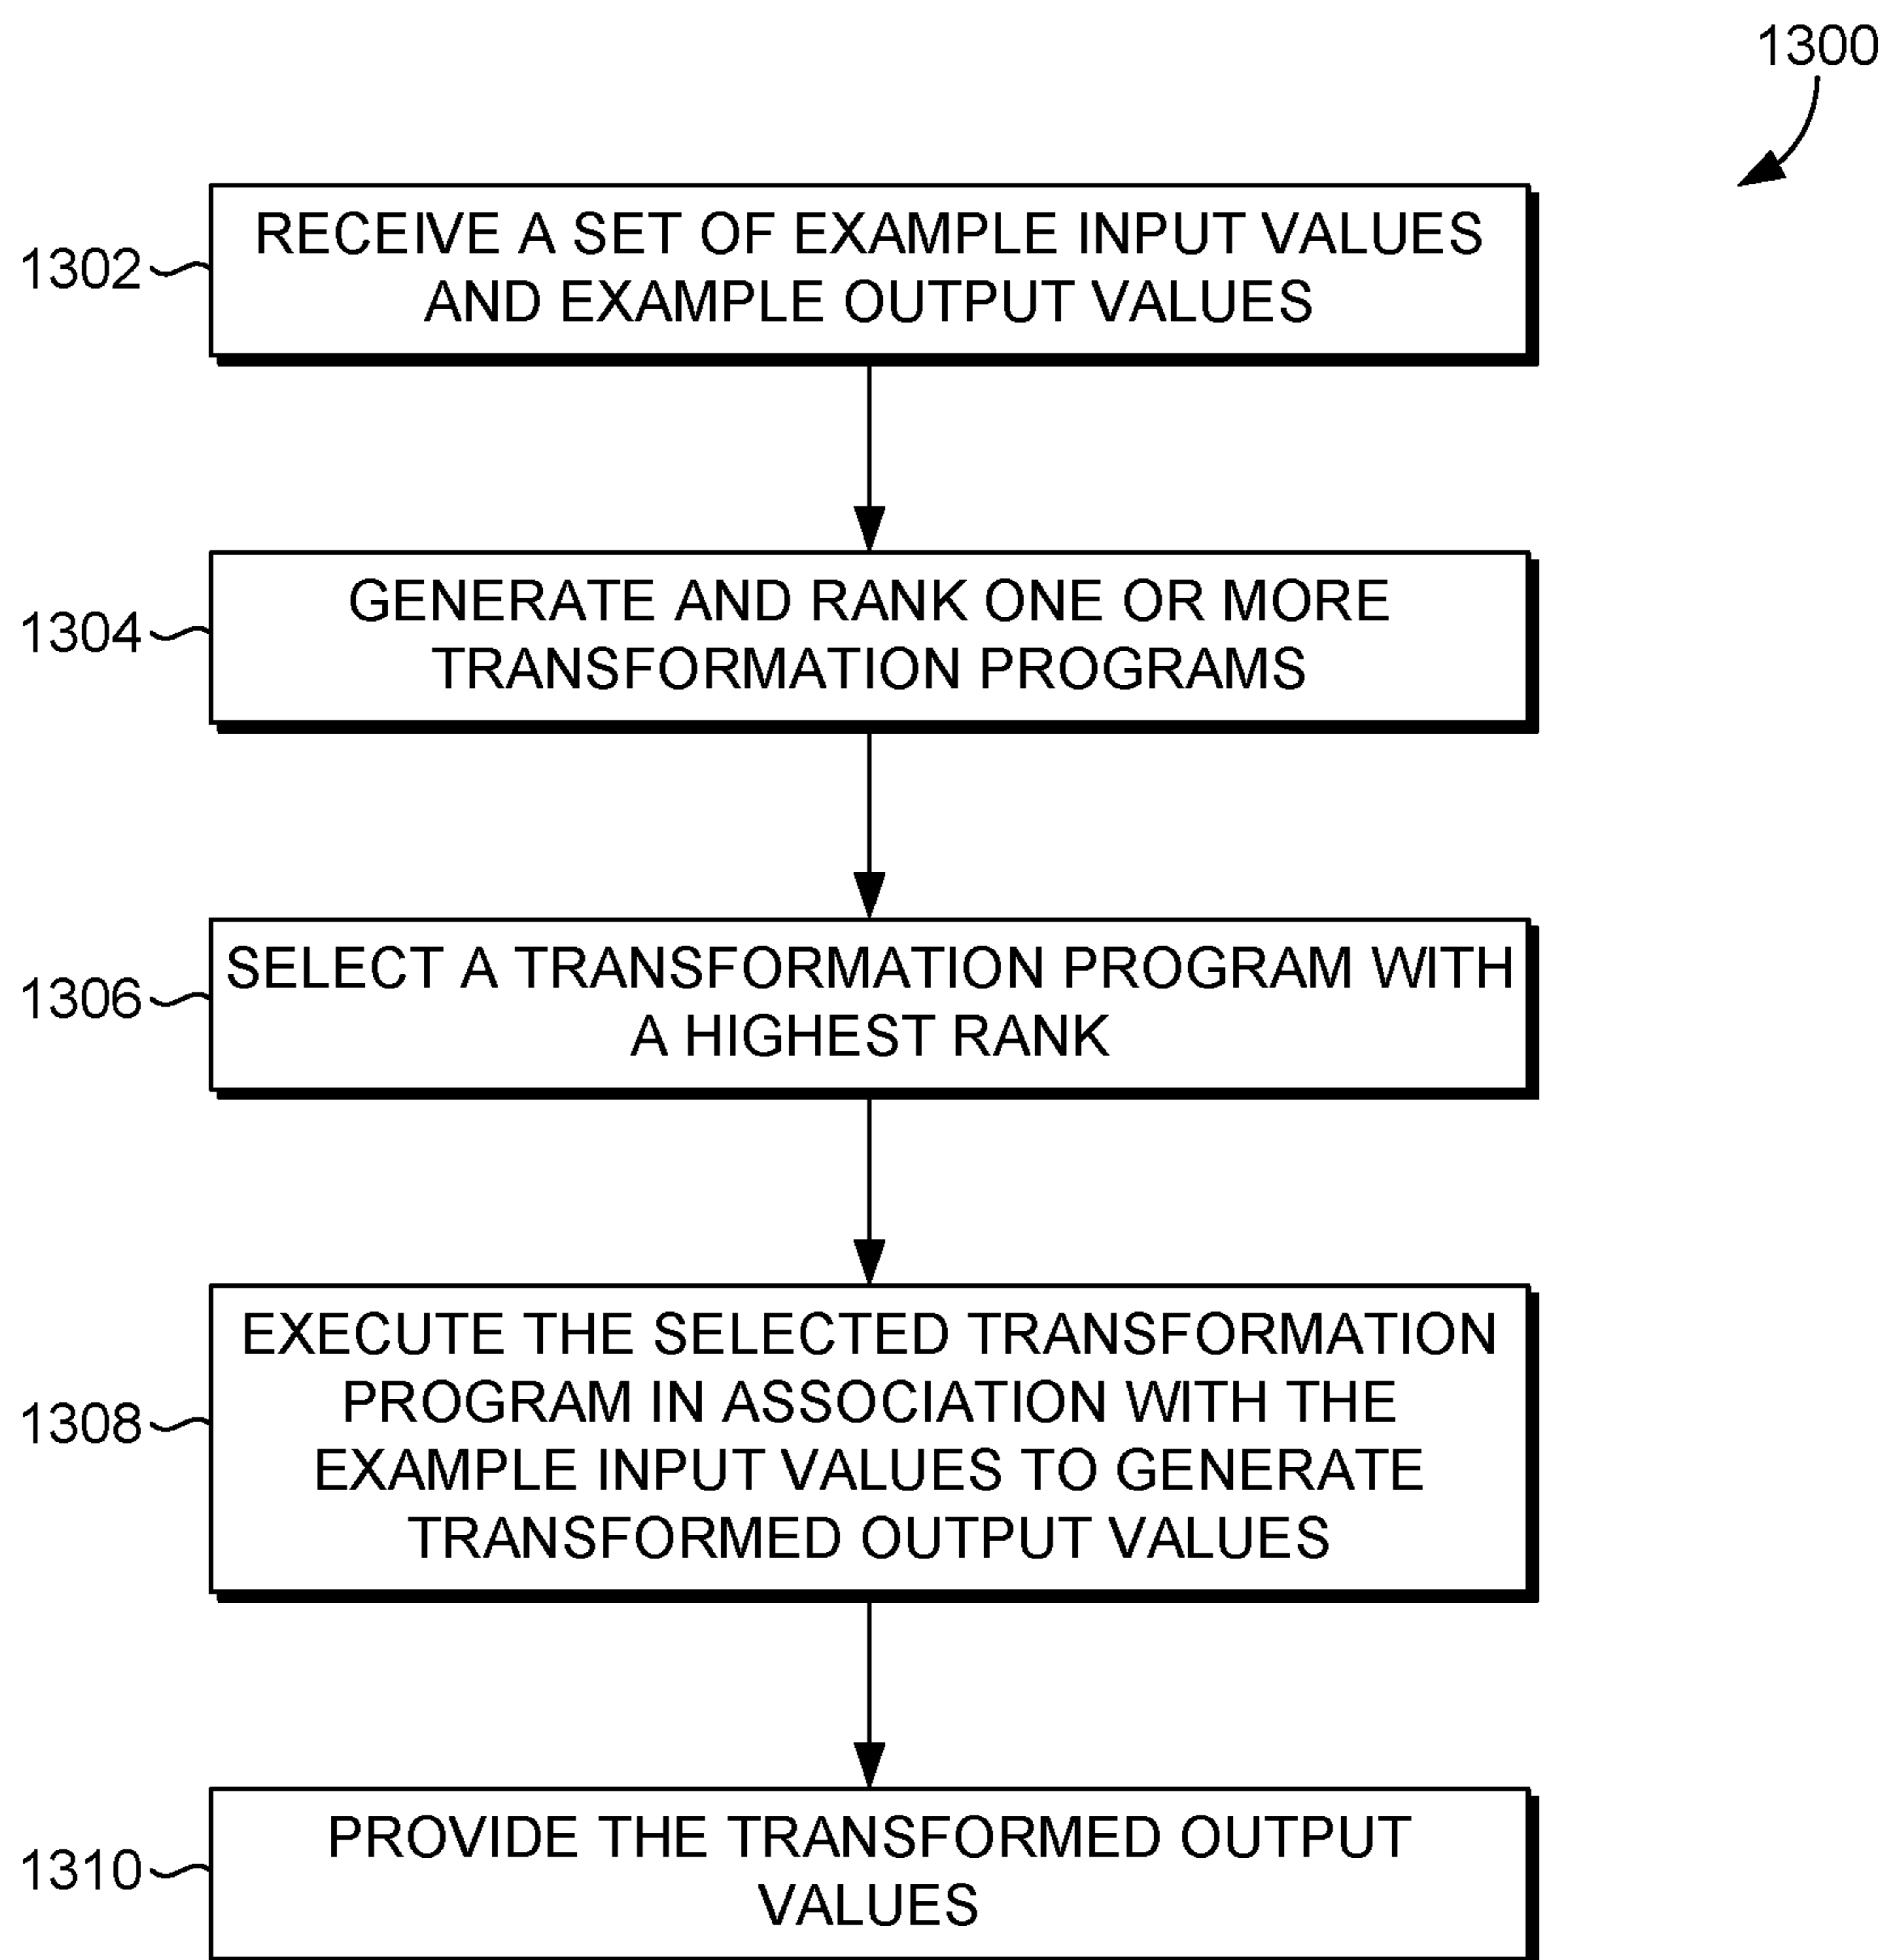 1300
1302
RECEIVE A SET OF EXAMPLE INPUT VALUES
AND EXAMPLE OUTPUT VALUES
1304
GENERATE AND RANK ONE OR MORE
TRANSFORMATION PROGRAMS
1306
SELECT A TRANSFORMATION PROGRAM WITH
A HIGHEST RANK
1308
EXECUTE THE SELECTED TRANSFORMATION
PROGRAM IN ASSOCIATION WITH THE
EXAMPLE INPUT VALUES TO GENERATE
TRANSFORMED OUTPUT VALUES
1310
PROVIDE THE TRANSFORMED OUTPUT
VALUES